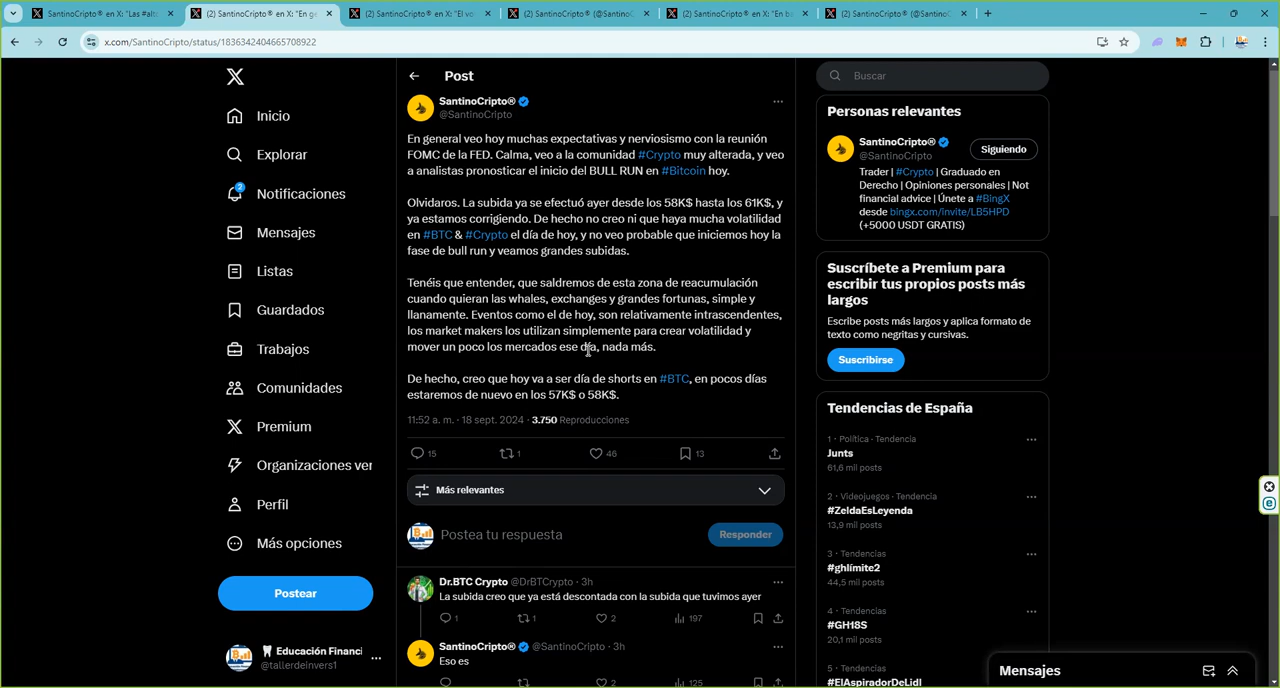 SantinoCripto® en X: "Las #alt
(2) SantinoCripto® en X: "En ge
(2) SantinoCripto® en X: "El vo
(2) SantinoCripto® (@SantinoC
(2) SantinoCripto® en X: "En ba
(2) SantinoCripto® (@SantinoC
x.com/SantinoCripto/status/1836342404665708922
Inicio
Explorar
2
Notificaciones
Mensajes
Listas
Guardados
Trabajos
Comunidades
Premium
Organizaciones ver
Perfil
Más opciones
Postear
Educación Financi
@tallerdeinvers1
Post
SantinoCripto®
@SantinoCripto
En general veo hoy muchas expectativas y nerviosismo con la reunión
FOMC de la FED. Calma, veo a la comunidad #Crypto muy alterada, y veo
a analistas pronosticar el inicio del BULL RUN en #Bitcoin hoy.
Olvidaros. La subida ya se efectuó ayer desde los 58K$ hasta los 61K$, y
ya estamos corrigiendo. De hecho no creo ni que haya mucha volatilidad
en #BTC & #Crypto el día de hoy, y no veo probable que iniciemos hoy la
fase de bull run y veamos grandes subidas.
Tenéis que entender, que saldremos de esta zona de reacumulación
cuando quieran las whales, exchanges y grandes fortunas, simple y
llanamente. Eventos como el de hoy, son relativamente intrascendentes,
los market makers los utilizan simplemente para crear volatilidad y
mover un poco los mercados ese día, nada más.
De hecho, creo que hoy va a ser día de shorts en #BTC, en pocos días
estaremos de nuevo en los 57K$ o 58K$.
11:52 a. m. · 18 sept. 2024 · 3.750 Reproducciones
15 1 46 13
Más relevantes
Postea tu respuesta
Responder
Dr.BTC Crypto @DrBTCrypto · 3h
La subida creo que ya está descontada con la subida que tuvimos ayer
1 1 2 197
SantinoCripto® @SantinoCripto · 3h
Eso es
2 125
Buscar
Personas relevantes
SantinoCripto®
@SantinoCripto
Siguiendo
Trader | #Crypto | Graduado en
Derecho | Opiniones personales | Not
financial advice | Únete a #BingX
desde bingx.com/invite/LB5HPD
(+5000 USDT GRATIS)
Suscríbete a Premium para
escribir tus propios posts más
largos
Escribe posts más largos y aplica formato de
texto como negritas y cursivas.
Suscribirse
Tendencias de España
1 · Política · Tendencia
Junts
61,6 mil posts
2 · Videojuegos · Tendencia
#ZeldaEsLeyenda
13,9 mil posts
3 · Tendencias
#ghlímite2
44,5 mil posts
4 · Tendencias
#GH18S
20,1 mil posts
5 · Tendencias
#ElAspiradorDeLidl
Mensajes